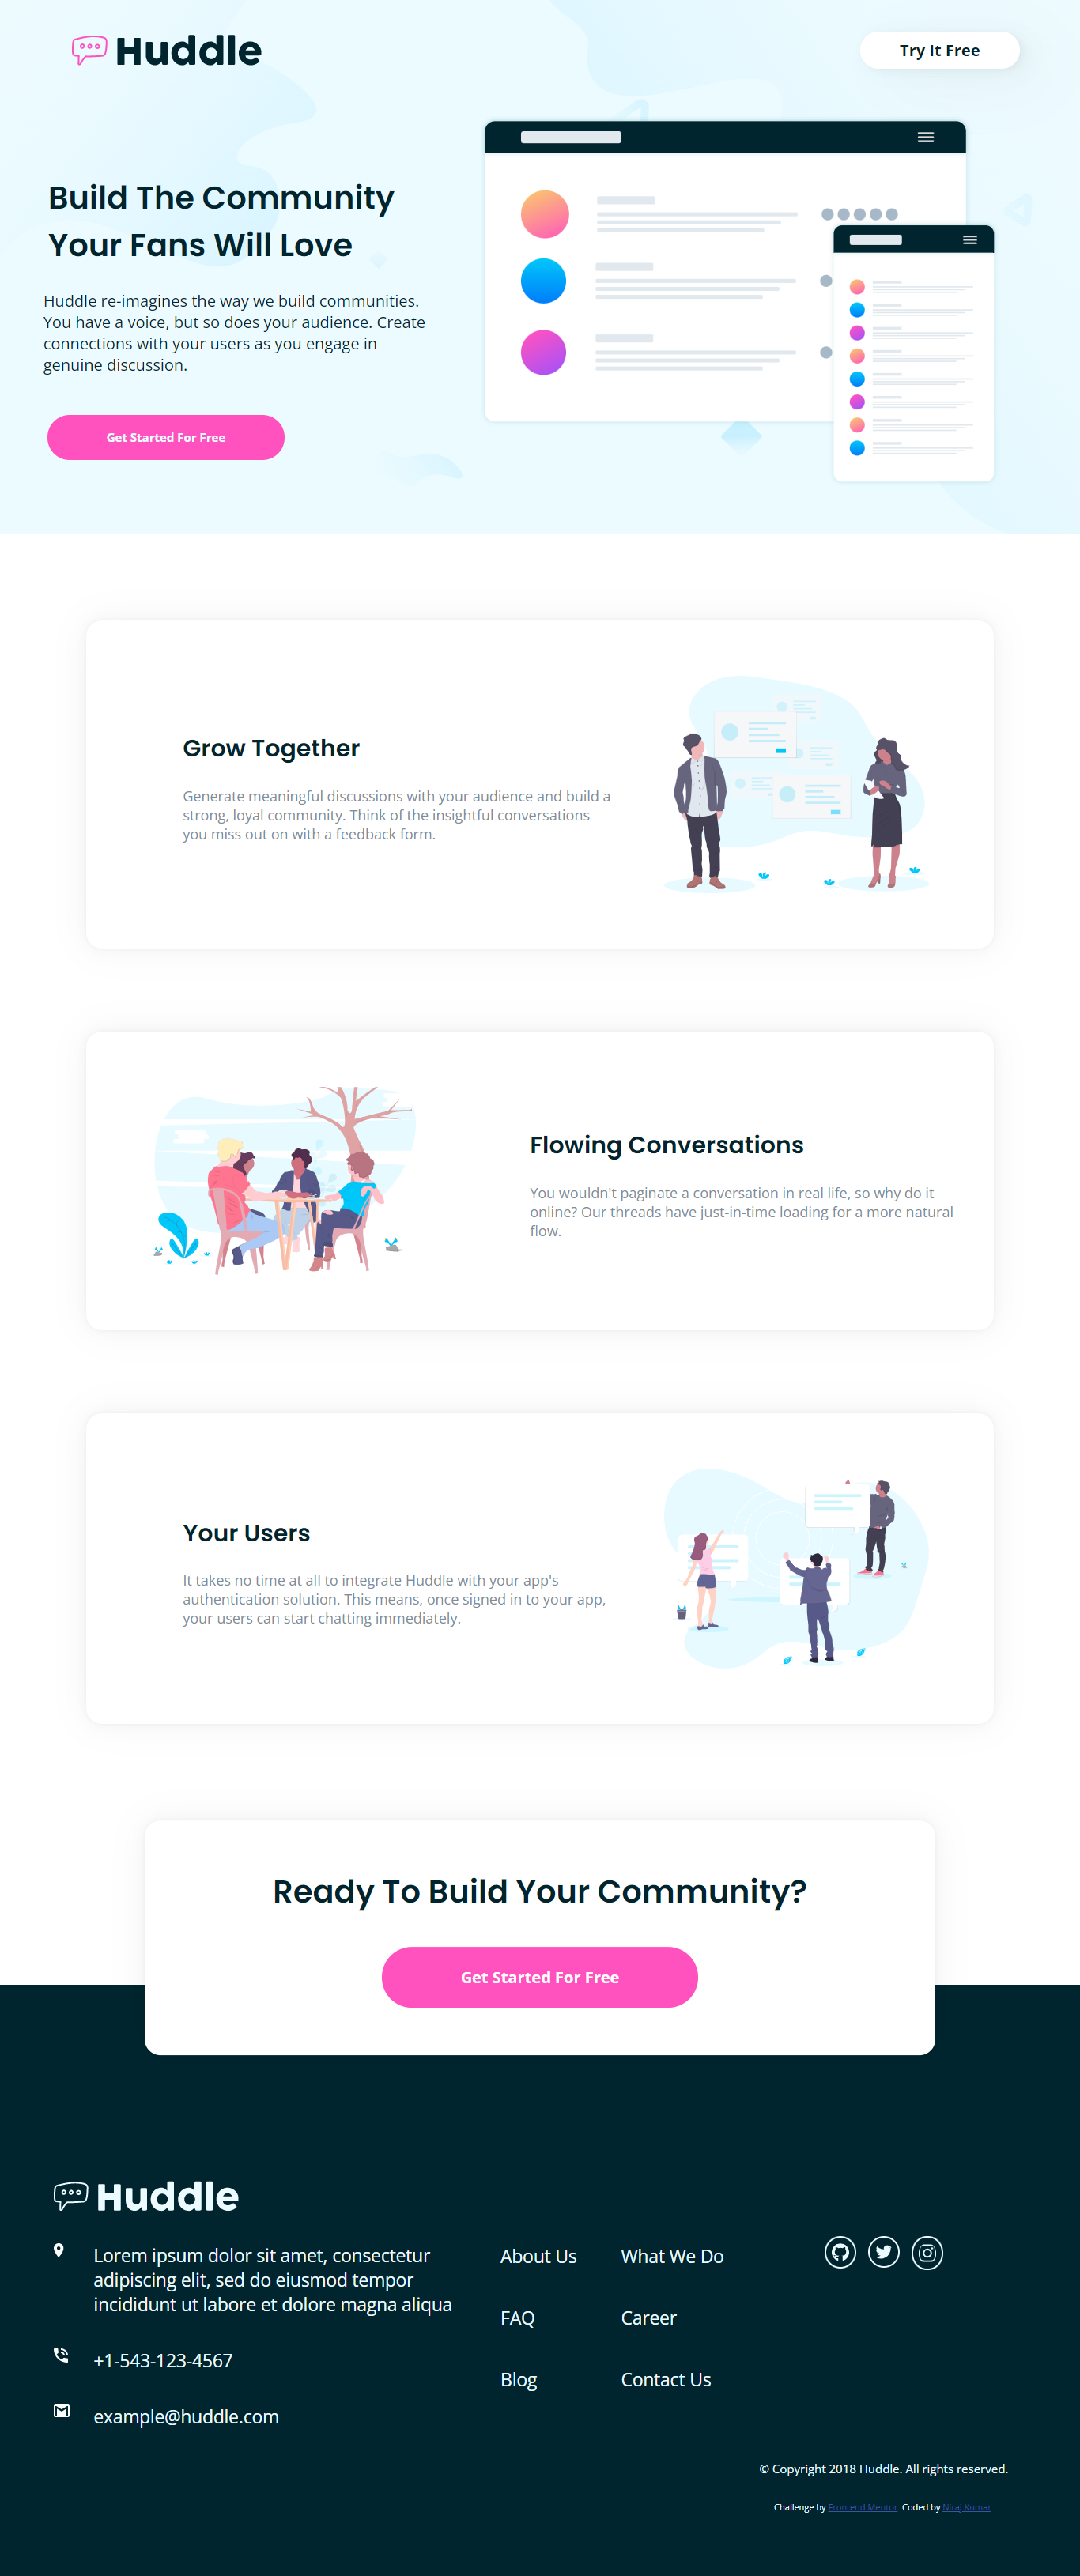 Huddle
Try It Free
Build The Community
Your Fans Will Love
Huddle re-imagines the way we build communities.
You have a voice, but so does your audience. Create
connections with your users as you engage in
genuine discussion.
Get Started For Free
Grow Together
Generate meaningful discussions with your audience and build a
strong, loyal community. Think of the insightful conversations
you miss out on with a feedback form.
Flowing Conversations
You wouldn't paginate a conversation in real life, so why do it
online? Our threads have just-in-time loading for a more natural
flow.
Your Users
It takes no time at all to integrate Huddle with your app's
authentication solution. This means, once signed in to your app,
your users can start chatting immediately.
Ready To Build Your Community?
Get Started For Free
Huddle
Lorem ipsum dolor sit amet, consectetur
adipiscing elit, sed do eiusmod tempor
incididunt ut labore et dolore magna aliqua
+1-543-123-4567
example@huddle.com
About Us
FAQ
Blog
What We Do
Career
Contact Us
© Copyright 2018 Huddle. All rights reserved.
Challenge by Frontend Mentor. Coded by Niraj Kumar.